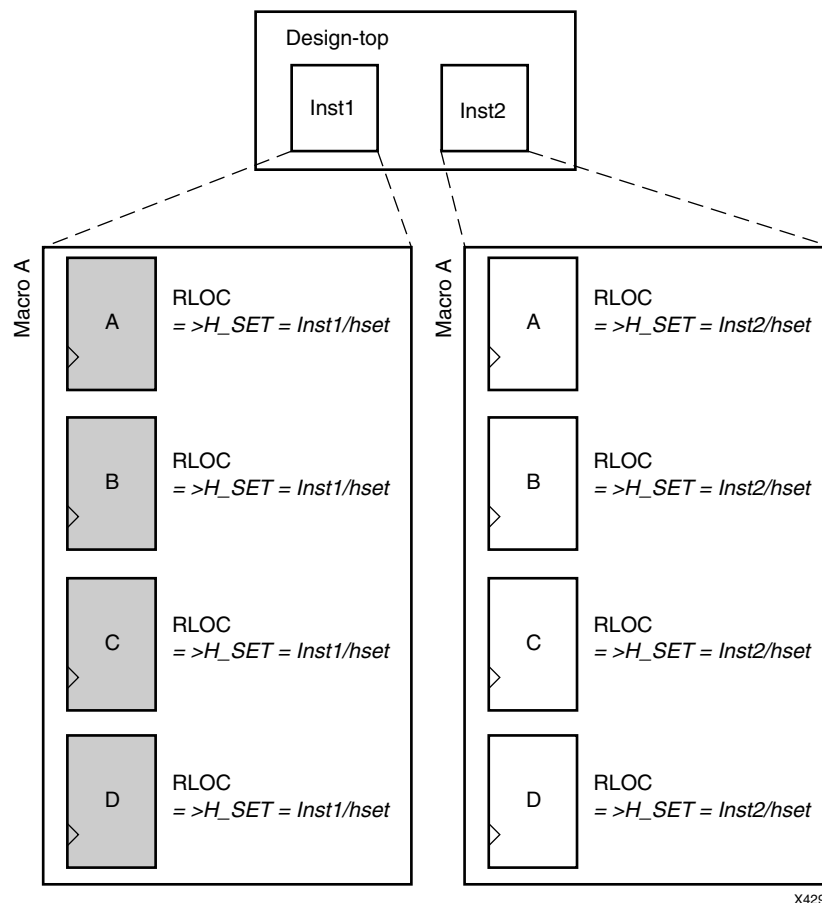 Design-top
Inst1
Inst2
Macro A
A
RLOC
= >H_SET = Inst1/hset
B
RLOC
= >H_SET = Inst1/hset
C
RLOC
= >H_SET = Inst1/hset
D
RLOC
= >H_SET = Inst1/hset
Macro A
A
RLOC
= >H_SET = Inst2/hset
B
RLOC
= >H_SET = Inst2/hset
C
RLOC
= >H_SET = Inst2/hset
D
RLOC
= >H_SET = Inst2/hset